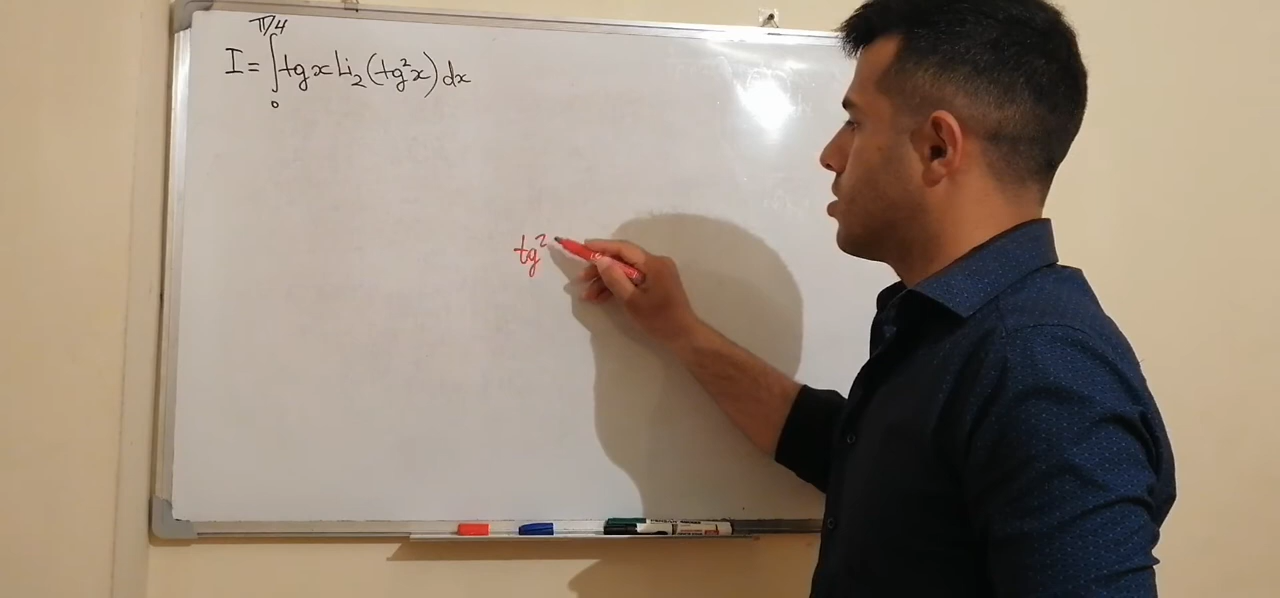 π/4
I = ∫ tg x Li₂(tg²x) dx
0
tg²